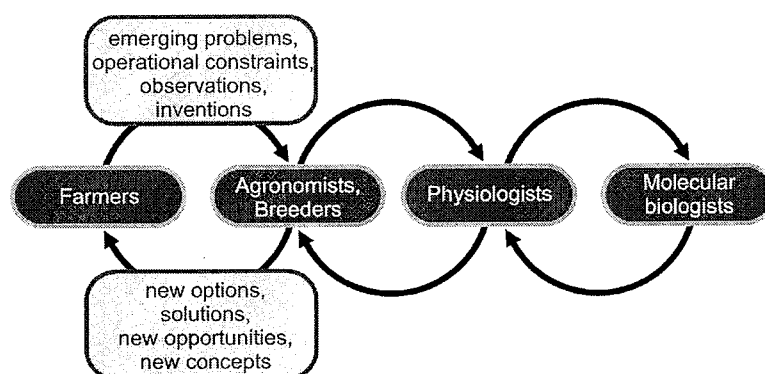 emerging problems,
operational constraints,
observations,
inventions
Farmers
Agronomists,
Breeders
Physiologists
Molecular
biologists
new options,
solutions,
new opportunities,
new concepts